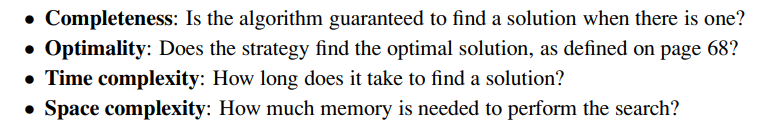 • Completeness: Is the algorithm guaranteed to find a solution when there is one?
• Optimality: Does the strategy find the optimal solution, as defined on page 68?
• Time complexity: How long does it take to find a solution?
• Space complexity: How much memory is needed to perform the search?